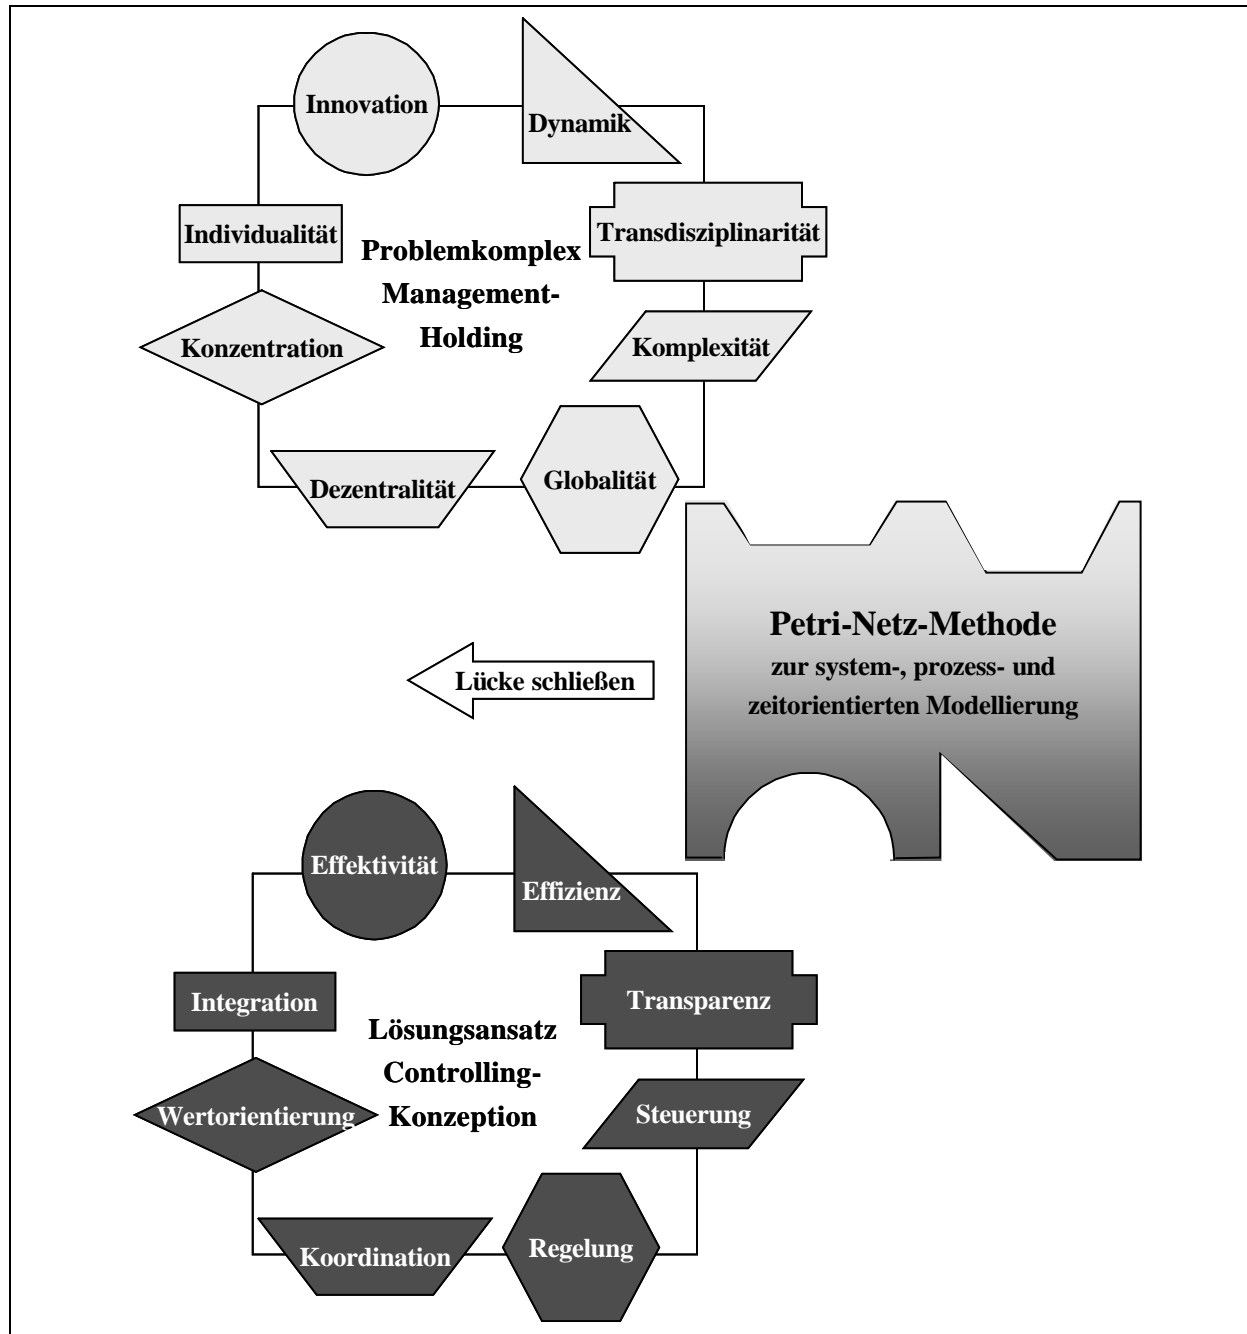 Innovation
Dynamik
Individualität
Transdisziplinarität
Problemkomplex
Management-
Holding
Konzentration
Komplexität
Dezentralität
Globalität
Petri-Netz-Methode
zur system-, prozess- und
zeitorientierten Modellierung
Lücke schließen
Effektivität
Effizienz
Integration
Transparenz
Lösungsansatz
Controlling-
Konzeption
Wertorientierung
Steuerung
Koordination
Regelung